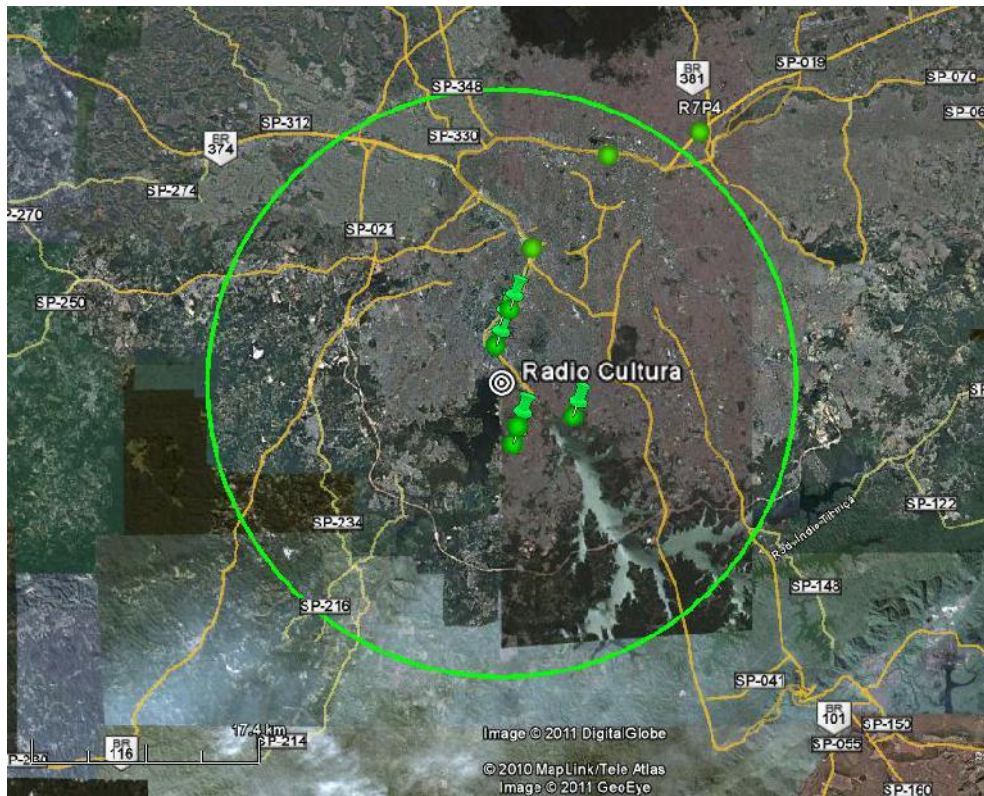 BR
381
SP-019
SP-070
SP-348
R7P4
SP-06
SP-312
SP-330
BR
374
SP-274
SP-270
SP-021
SP-250
Radio Cultura
SP-122
SP-234
SP-148
SP-216
SP-041
BR
101
17.4 km
SP-150
Image © 2011 DigitalGlobe
SP-214
SP-055
BR
116
© 2010 MapLink/Tele Atlas
Image © 2011 GeoEye
SP-160